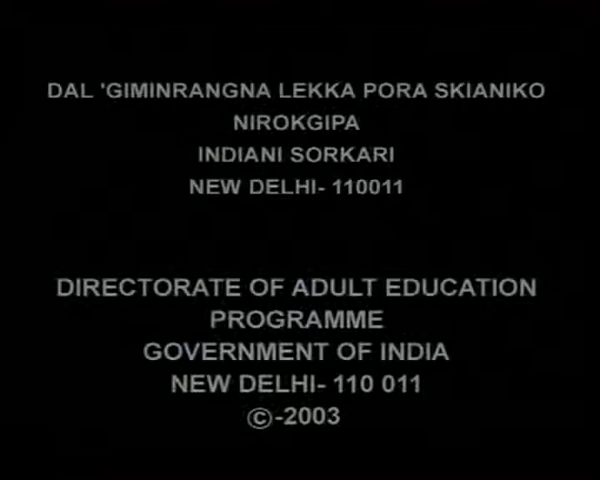 DAL 'GIMINRANGNA LEKKA PORA SKIANIKO
NIROKGIPA
INDIANI SORKARI
NEW DELHI- 110011
DIRECTORATE OF ADULT EDUCATION
PROGRAMME
GOVERNMENT OF INDIA
NEW DELHI- 110 011
©-2003